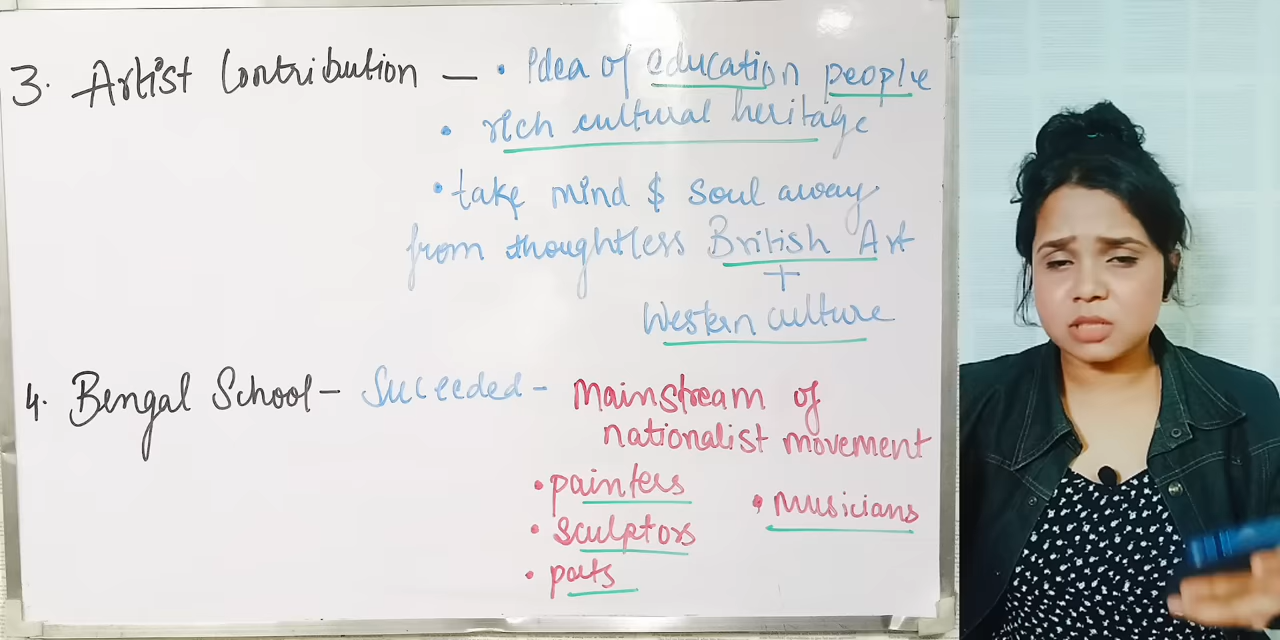 3. Artist Contribution — • Idea of education people
• rich cultural heritage
• take mind & soul away
from thoughtless British Art
+
Western culture
4. Bengal School - Succeeded - Mainstream of
nationalist movement
• painters • musicians
• sculptors
• poets